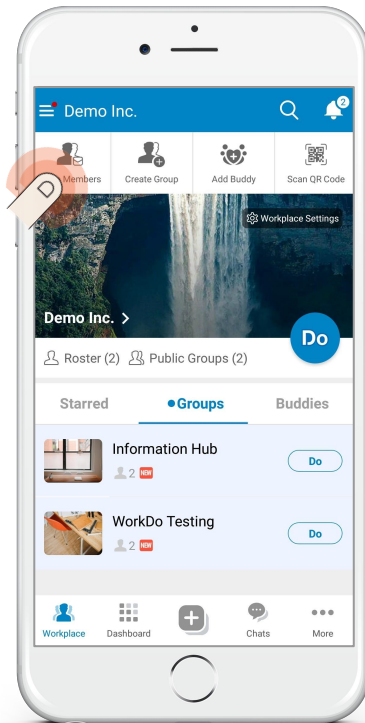 Demo Inc.
2
Members
Create Group
Add Buddy
Scan QR Code
Workplace Settings
Demo Inc. >
Do
Roster (2) Public Groups (2)
Starred
Groups
Buddies
Information Hub
2 NEW
Do
WorkDo Testing
2 NEW
Do
Workplace
Dashboard
Chats
More